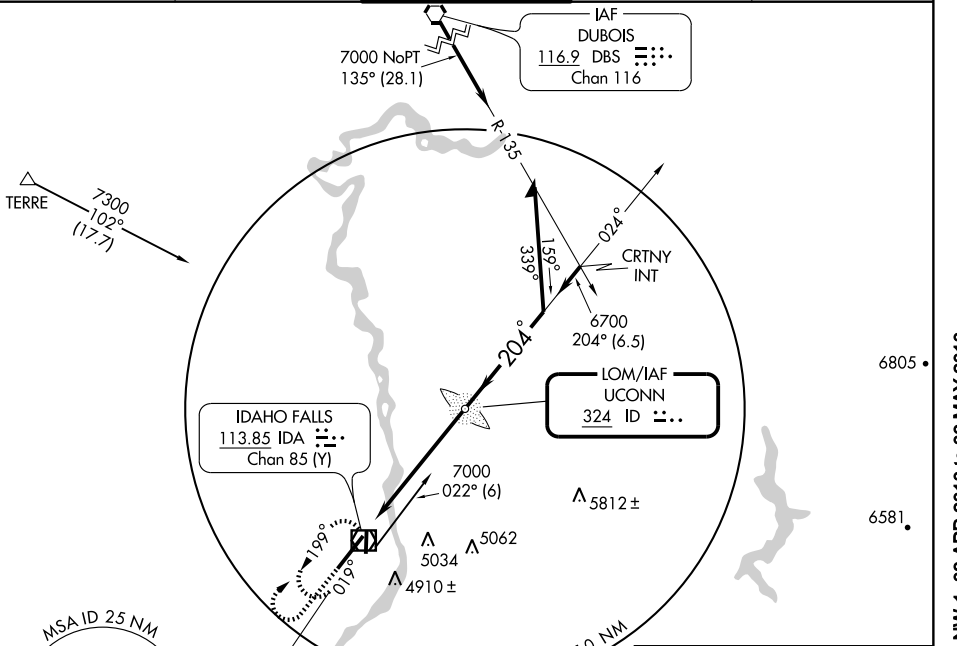 IAF
DUBOIS
116.9 DBS
Chan 116
7000 NoPT
135° (28.1)
R-135
TERRE
7300
102°
(17.7)
024°
159°
339°
CRTNY
INT
6700
204° (6.5)
204°
6805
LOM/IAF
UCONN
324 ID
IDAHO FALLS
113.85 IDA
Chan 85 (Y)
7000
022° (6)
5812±
6581
5062
5034
4910±
199°
019°
MSA ID 25 NM
10 NM